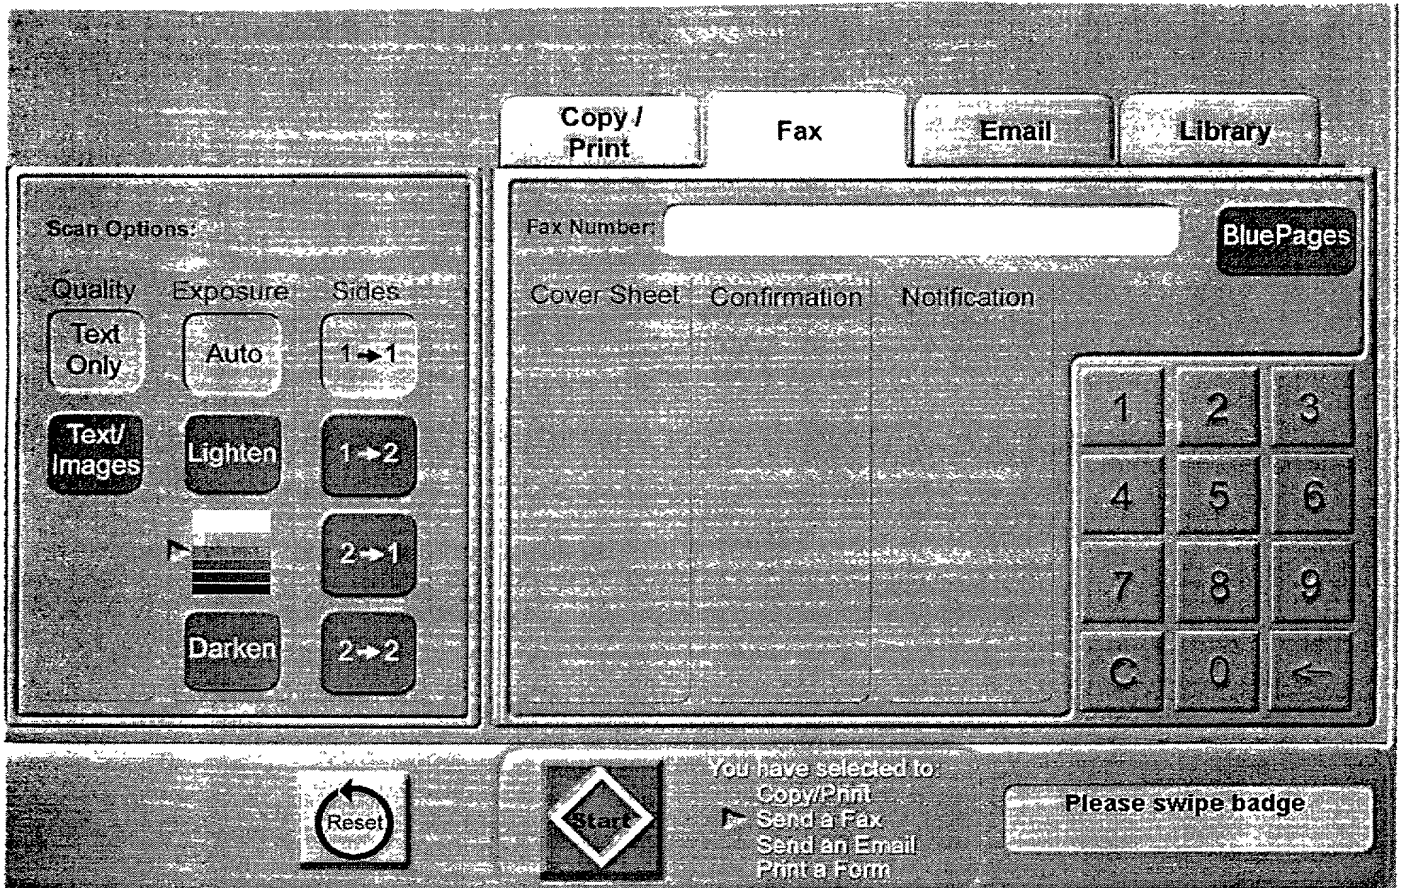 Copy /
Print
Fax
Email
Library
Scan Options:
Quality
Exposure
Sides
Text
Only
Auto
1→1
Text/
Images
Lighten
1→2
2→1
Darken
2→2
Fax Number:
BluePages
Cover Sheet
Confirmation
Notification
1 2 3
4 5 6
7 8 9
C 0 ←
Reset
Start
You have selected to:
Copy/Print
Send a Fax
Send an Email
Print a Form
Please swipe badge